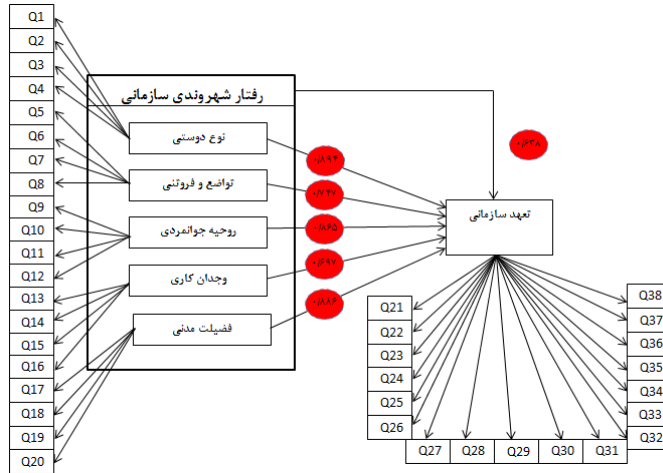 Q1
Q2
Q3
Q4
Q5
Q6
Q7
Q8
Q9
Q10
Q11
Q12
Q13
Q14
Q15
Q16
Q17
Q18
Q19
Q20
رفتار شهروندی سازمانی
نوع دوستی
تواضع و فروتنی
روحیه جوانمردی
وجدان کاری
فضیلت مدنی
۰/۸۹۴
۰/۷۴۷
۰/۸۶۵
۰/۶۹۷
۰/۸۸۶
۰/۶۳۸
تعهد سازمانی
Q21
Q22
Q23
Q24
Q25
Q26
Q27 Q28 Q29 Q30 Q31
Q38
Q37
Q36
Q35
Q34
Q33
Q32